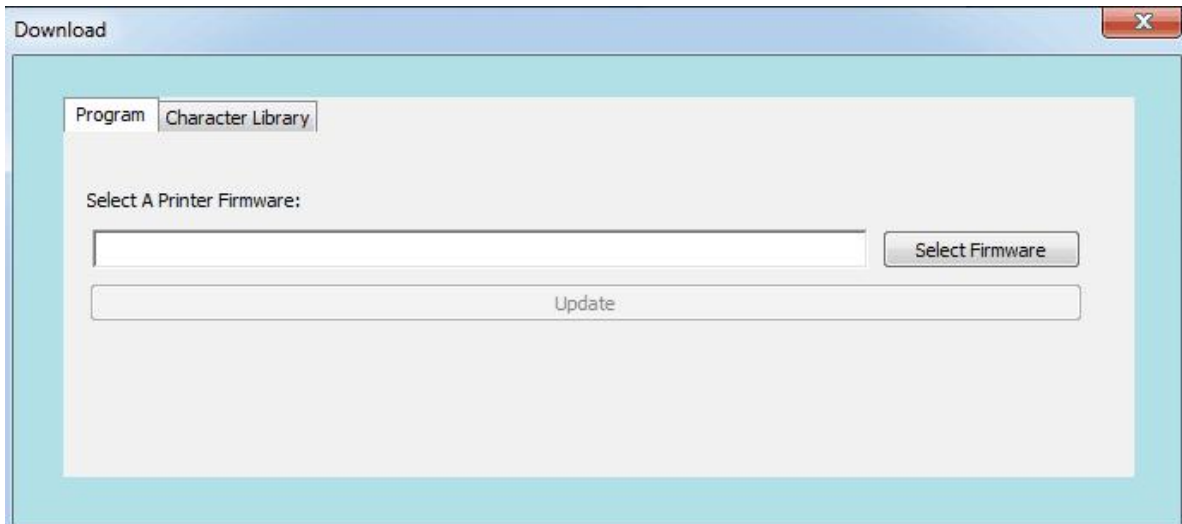 Download
Program Character Library
Select A Printer Firmware:
Select Firmware
Update